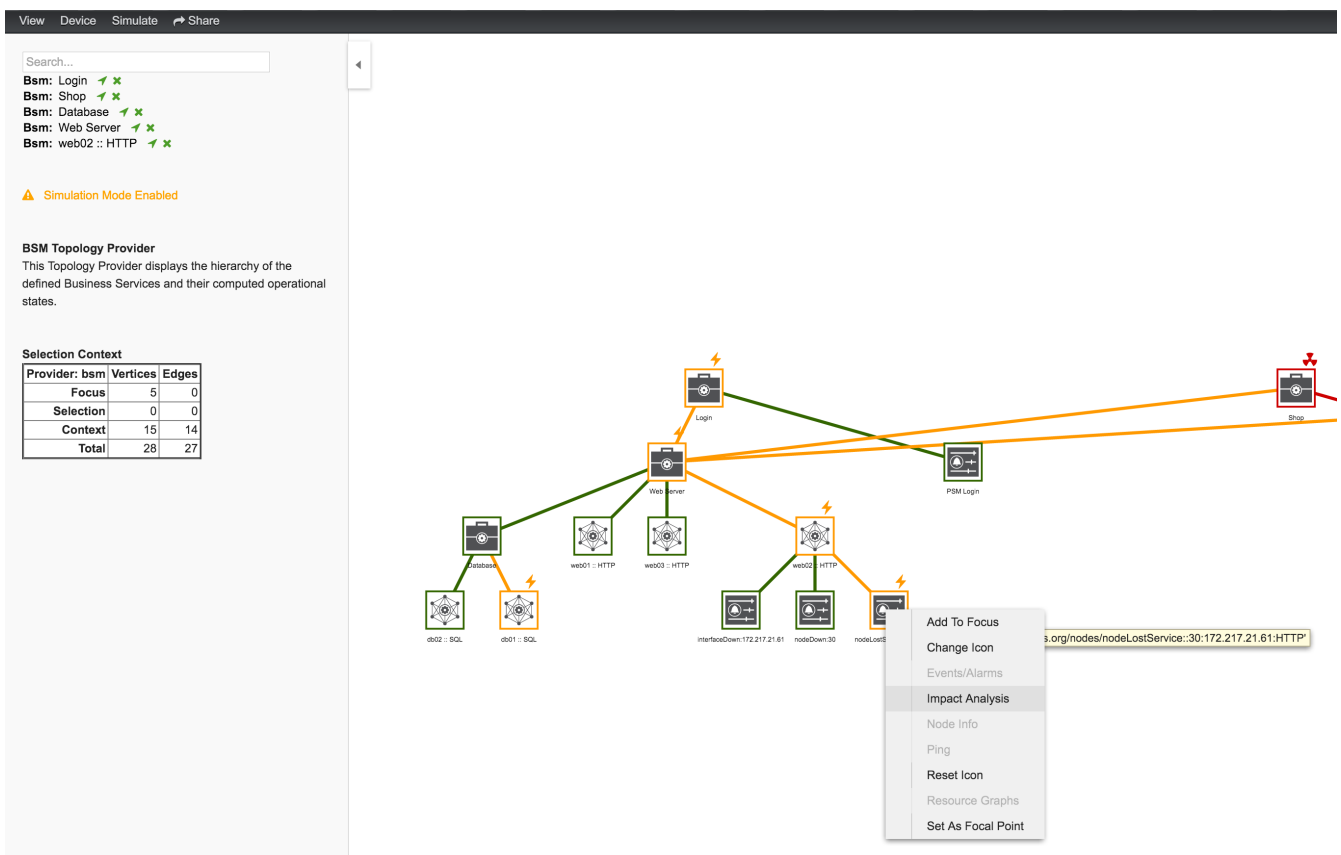 View Device Simulate Share
Search...
Bsm: Login
Bsm: Shop
Bsm: Database
Bsm: Web Server
Bsm: web02 :: HTTP
Simulation Mode Enabled
BSM Topology Provider
This Topology Provider displays the hierarchy of the
defined Business Services and their computed operational
states.
Selection Context
Provider: bsm Vertices Edges
Focus 5 0
Selection 0 0
Context 15 14
Total 28 27
Login
Shop
Web Server
PSM Login
Database
web01 :: HTTP
web03 :: HTTP
web02 :: HTTP
db02 :: SQL
db01 :: SQL
interfaceDown:172.217.21.61
nodeDown:30
s.org/nodes/nodeLostService::30:172.217.21.61:HTTP'
Add To Focus
Change Icon
Events/Alarms
Impact Analysis
Node Info
Ping
Reset Icon
Resource Graphs
Set As Focal Point